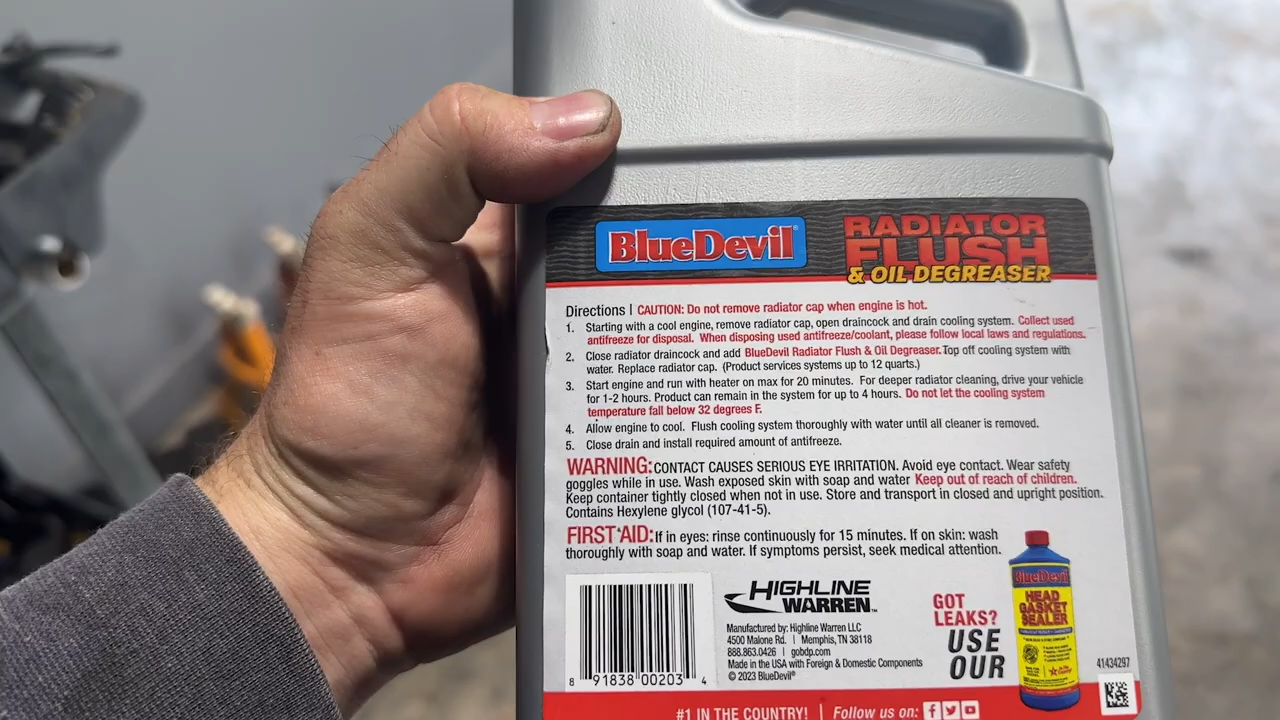 BlueDevil®
RADIATOR
FLUSH
& OIL DEGREASER
Directions | CAUTION: Do not remove radiator cap when engine is hot.
1. Starting with a cool engine, remove radiator cap, open draincock and drain cooling system. Collect used
antifreeze for disposal. When disposing used antifreeze/coolant, please follow local laws and regulations.
2. Close radiator draincock and add BlueDevil Radiator Flush & Oil Degreaser. Top off cooling system with
water. Replace radiator cap. (Product services systems up to 12 quarts.)
3. Start engine and run with heater on max for 20 minutes. For deeper radiator cleaning, drive your vehicle
for 1-2 hours. Product can remain in the system for up to 4 hours. Do not let the cooling system
temperature fall below 32 degrees F.
4. Allow engine to cool. Flush cooling system thoroughly with water until all cleaner is removed.
5. Close drain and install required amount of antifreeze.
WARNING: CONTACT CAUSES SERIOUS EYE IRRITATION. Avoid eye contact. Wear safety
goggles while in use. Wash exposed skin with soap and water Keep out of reach of children.
Keep container tightly closed when not in use. Store and transport in closed and upright position.
Contains Hexylene glycol (107-41-5).
FIRST AID: If in eyes: rinse continuously for 15 minutes. If on skin: wash
thoroughly with soap and water. If symptoms persist, seek medical attention.
8 91838 00203 4
HIGHLINE
WARREN™
Manufactured by: Highline Warren LLC
4500 Malone Rd. | Memphis, TN 38118
888.863.0426 | gobdp.com
Made in the USA with Foreign & Domestic Components
© 2023 BlueDevil®
GOT
LEAKS?
USE
OUR
BlueDevil
HEAD
GASKET
SEALER
41434297
#1 IN THE COUNTRY! | Follow us on: